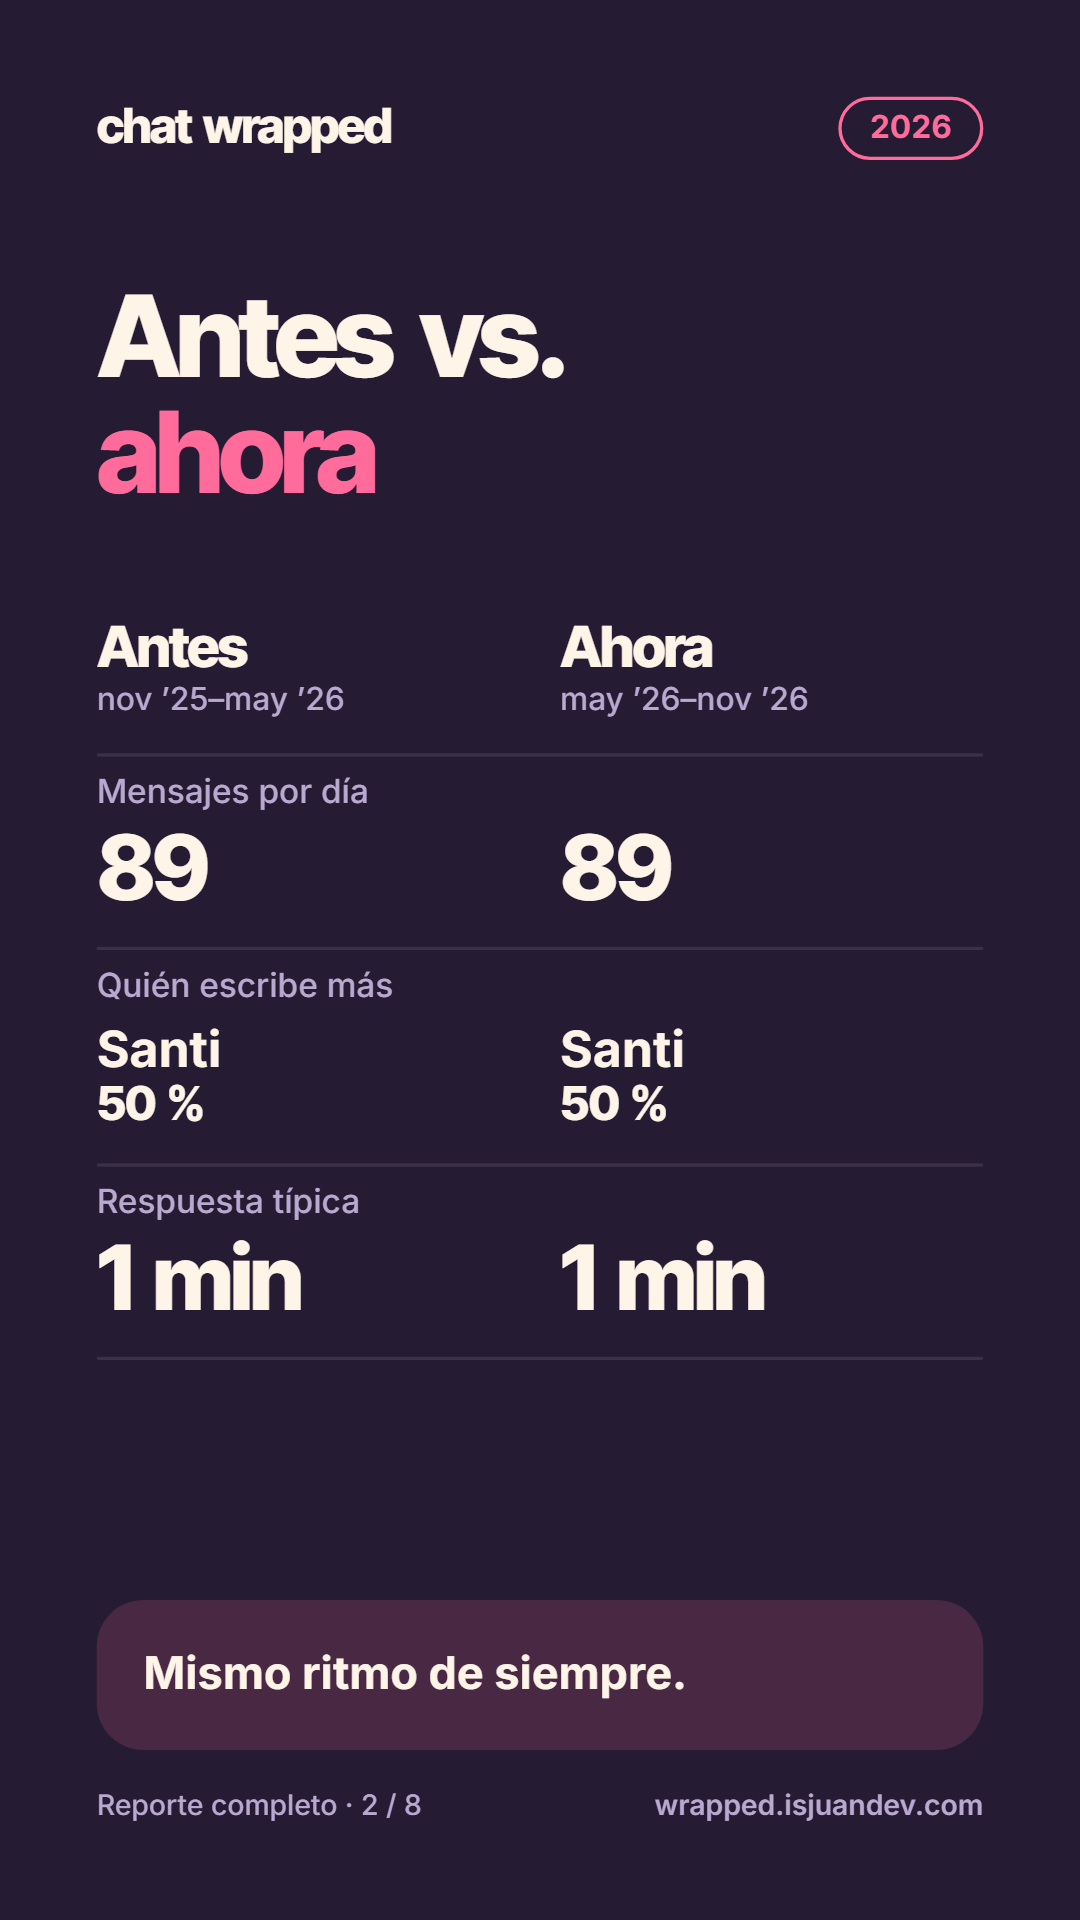 chat wrapped
2026
Antes vs.
ahora
Antes
Ahora
nov ’25–may ’26
may ’26–nov ’26
Mensajes por día
89
89
Quién escribe más
Santi
Santi
50 %
50 %
Respuesta típica
1 min
1 min
Mismo ritmo de siempre.
Reporte completo · 2 / 8
wrapped.isjuandev.com